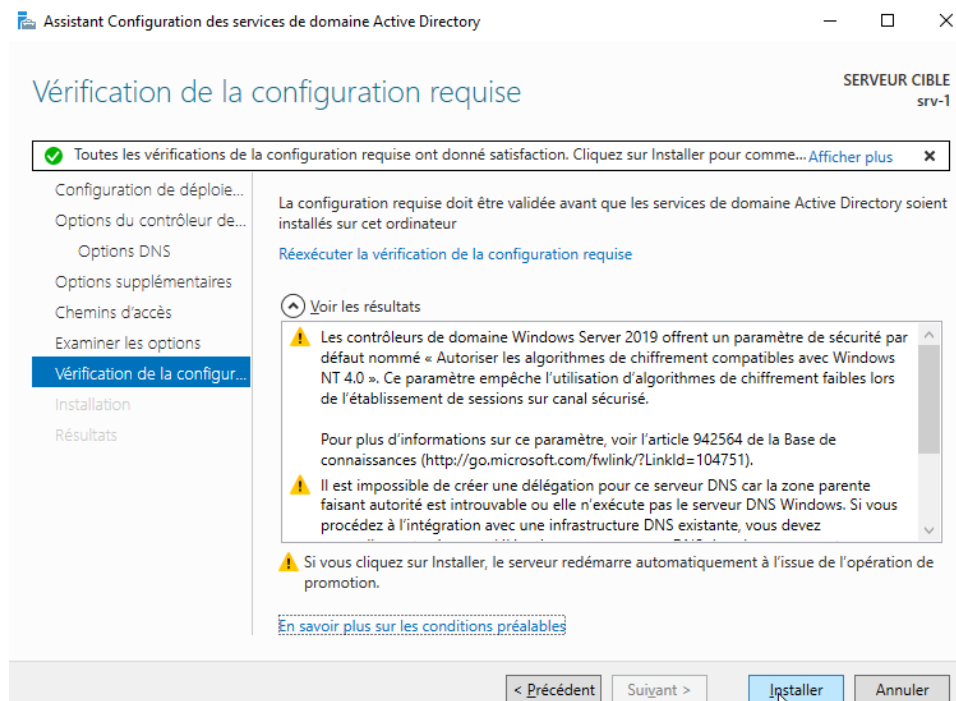 Assistant Configuration des services de domaine Active Directory
Vérification de la configuration requise
SERVEUR CIBLE
srv-1
Toutes les vérifications de la configuration requise ont donné satisfaction. Cliquez sur Installer pour comme... Afficher plus
Configuration de déploie...
Options du contrôleur de...
Options DNS
Options supplémentaires
Chemins d'accès
Examiner les options
Vérification de la configur...
Installation
Résultats
La configuration requise doit être validée avant que les services de domaine Active Directory soient
installés sur cet ordinateur
Réexécuter la vérification de la configuration requise
Voir les résultats
Les contrôleurs de domaine Windows Server 2019 offrent un paramètre de sécurité par
défaut nommé « Autoriser les algorithmes de chiffrement compatibles avec Windows
NT 4.0 ». Ce paramètre empêche l'utilisation d'algorithmes de chiffrement faibles lors
de l'établissement de sessions sur canal sécurisé.
Pour plus d'informations sur ce paramètre, voir l'article 942564 de la Base de
connaissances (http://go.microsoft.com/fwlink/?LinkId=104751).
Il est impossible de créer une délégation pour ce serveur DNS car la zone parente
faisant autorité est introuvable ou elle n'exécute pas le serveur DNS Windows. Si vous
procédez à l'intégration avec une infrastructure DNS existante, vous devez
Si vous cliquez sur Installer, le serveur redémarre automatiquement à l'issue de l'opération de
promotion.
En savoir plus sur les conditions préalables
< Précédent
Suivant >
Installer
Annuler